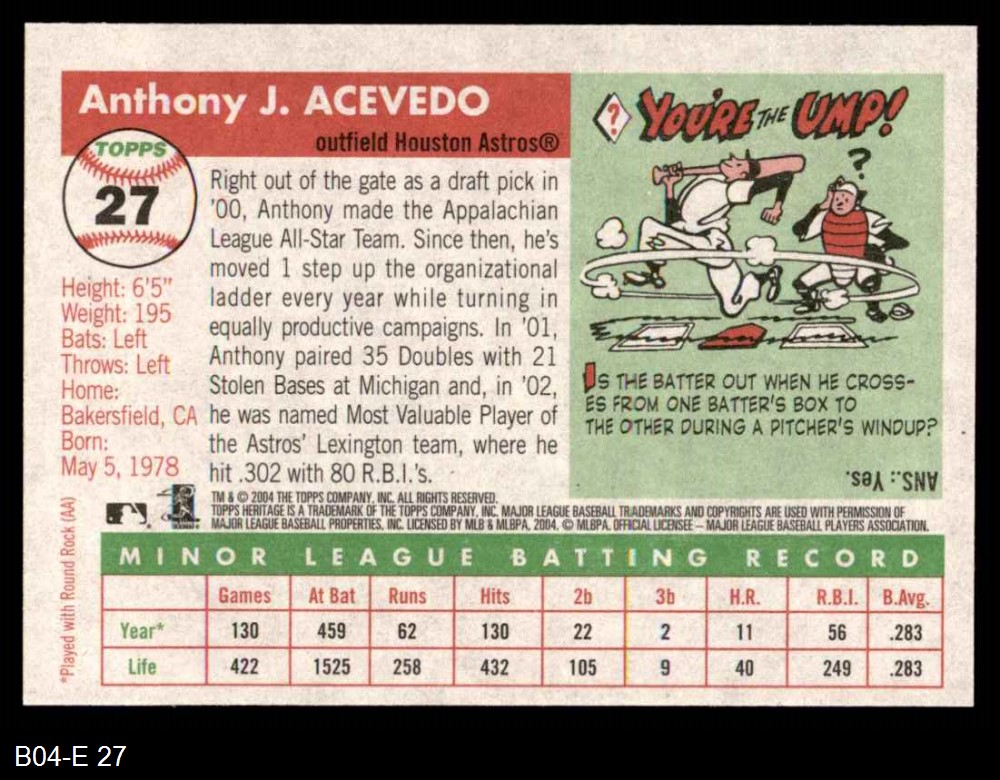 Anthony J. ACEVEDO
outfield Houston Astros®
TOPPS
27
Height: 6'5"
Weight: 195
Bats: Left
Throws: Left
Home:
Bakersfield, CA
Born:
May 5, 1978
Right out of the gate as a draft pick in
'00, Anthony made the Appalachian
League All-Star Team. Since then, he's
moved 1 step up the organizational
ladder every year while turning in
equally productive campaigns. In '01,
Anthony paired 35 Doubles with 21
Stolen Bases at Michigan and, in '02,
he was named Most Valuable Player of
the Astros' Lexington team, where he
hit .302 with 80 R.B.I.'s.
? YOU'RE THE UMP!
?
IS THE BATTER OUT WHEN HE CROSS-
ES FROM ONE BATTER'S BOX TO
THE OTHER DURING A PITCHER'S WINDUP?
ANS.: Yes.
TM & © 2004 THE TOPPS COMPANY, INC. ALL RIGHTS RESERVED.
TOPPS HERITAGE IS A TRADEMARK OF THE TOPPS COMPANY, INC. MAJOR LEAGUE BASEBALL TRADEMARKS AND COPYRIGHTS ARE USED WITH PERMISSION OF
MAJOR LEAGUE BASEBALL PROPERTIES, INC. LICENSED BY MLB & MLBPA, 2004. © MLBPA. OFFICIAL LICENSEE – MAJOR LEAGUE BASEBALL PLAYERS ASSOCIATION.
*Played with Round Rock (AA)
MINOR LEAGUE BATTING RECORD
Games At Bat Runs Hits 2b 3b H.R. R.B.I. B.Avg.
Year* 130 459 62 130 22 2 11 56 .283
Life 422 1525 258 432 105 9 40 249 .283
B04-E 27